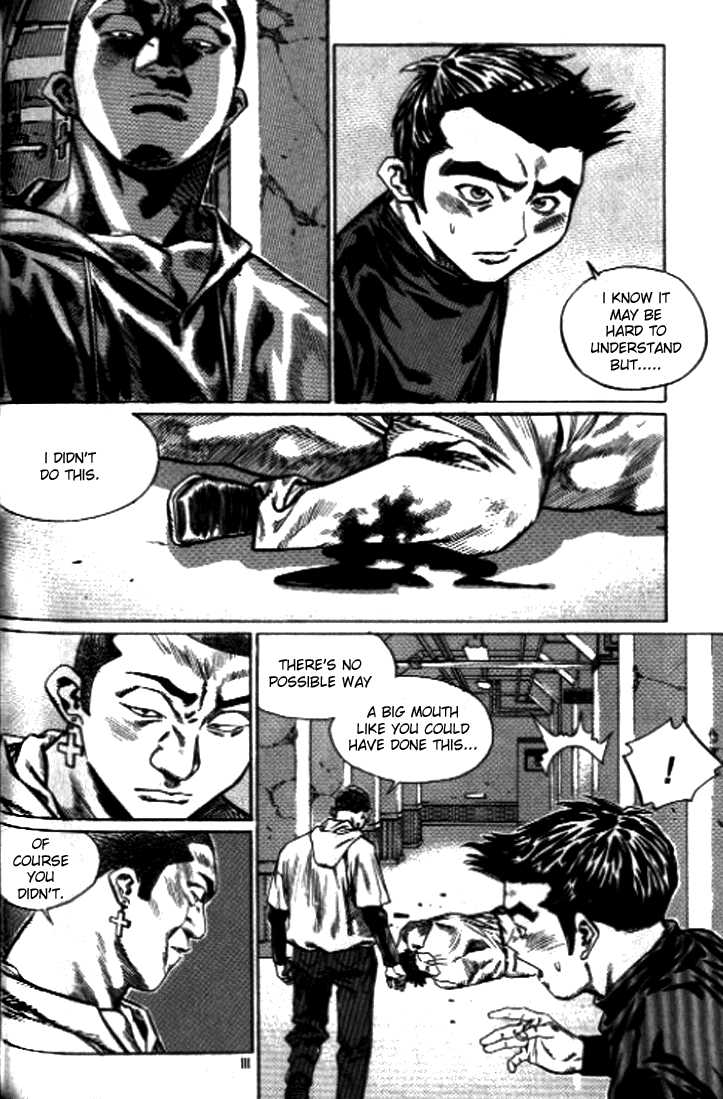 I KNOW IT
MAY BE
HARD TO
UNDERSTAND
BUT.....
I DIDN'T
DO THIS.
OF
COURSE
YOU
DIDN'T.
THERE'S NO
POSSIBLE WAY
A BIG MOUTH
LIKE YOU COULD
HAVE DONE THIS...
!
111